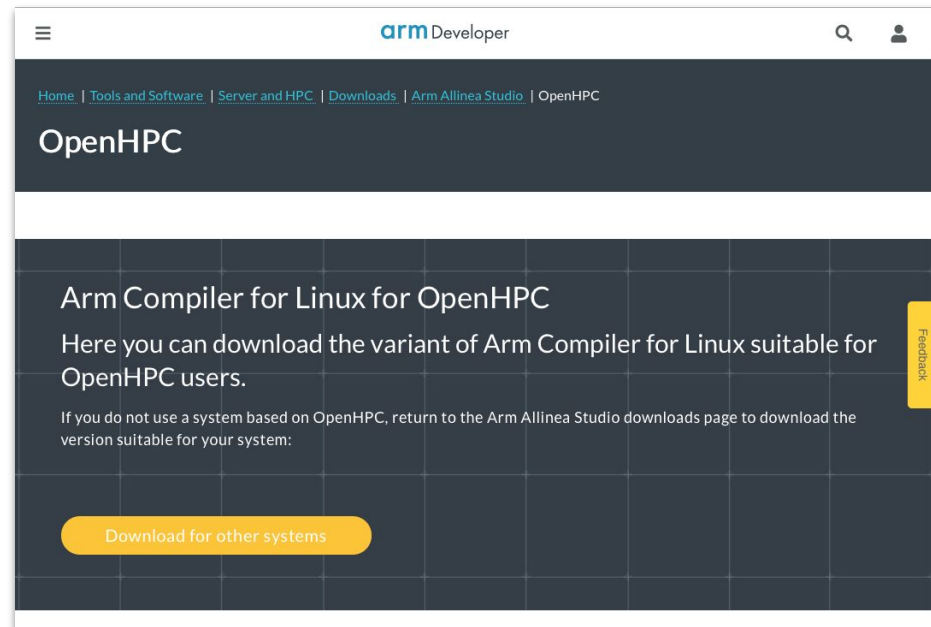 arm Developer
Home | Tools and Software | Server and HPC | Downloads | Arm Allinea Studio | OpenHPC
OpenHPC
Arm Compiler for Linux for OpenHPC
Here you can download the variant of Arm Compiler for Linux suitable for
OpenHPC users.
Feedback
If you do not use a system based on OpenHPC, return to the Arm Allinea Studio downloads page to download the
version suitable for your system:
Download for other systems